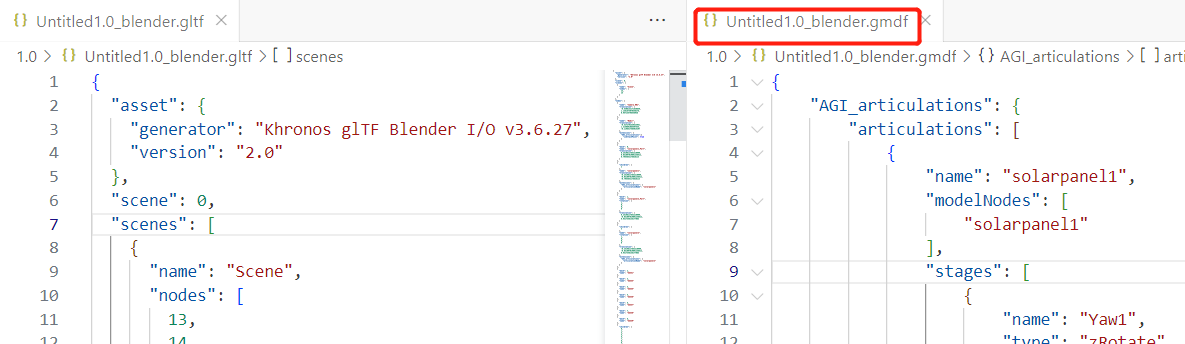 {} Untitled1.0_blender.gltf ×
1.0 > {} Untitled1.0_blender.gltf > [ ] scenes
1 {
2 "asset": {
3 "generator": "Khronos glTF Blender I/O v3.6.27",
4 "version": "2.0"
5 },
6 "scene": 0,
7 "scenes": [
8 {
9 "name": "Scene",
10 "nodes": [
11 13,
12 14
{} Untitled1.0_blender.gmdf ×
1.0 > {} Untitled1.0_blender.gmdf > {} AGI_articulations > [ ] arti
1 {
2 "AGI_articulations": {
3 "articulations": [
4 {
5 "name": "solarpanel1",
6 "modelNodes": [
7 "solarpanel1"
8 ],
9 "stages": [
10 {
11 "name": "Yaw1",
12 "type": "zRotate"